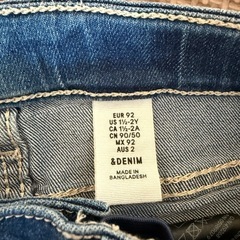 EUR 92
US 1½-2Y
CA 1½-2A
CN 90/50
MX 92
AUS 2
&DENIM
MADE IN
BANGLADESH